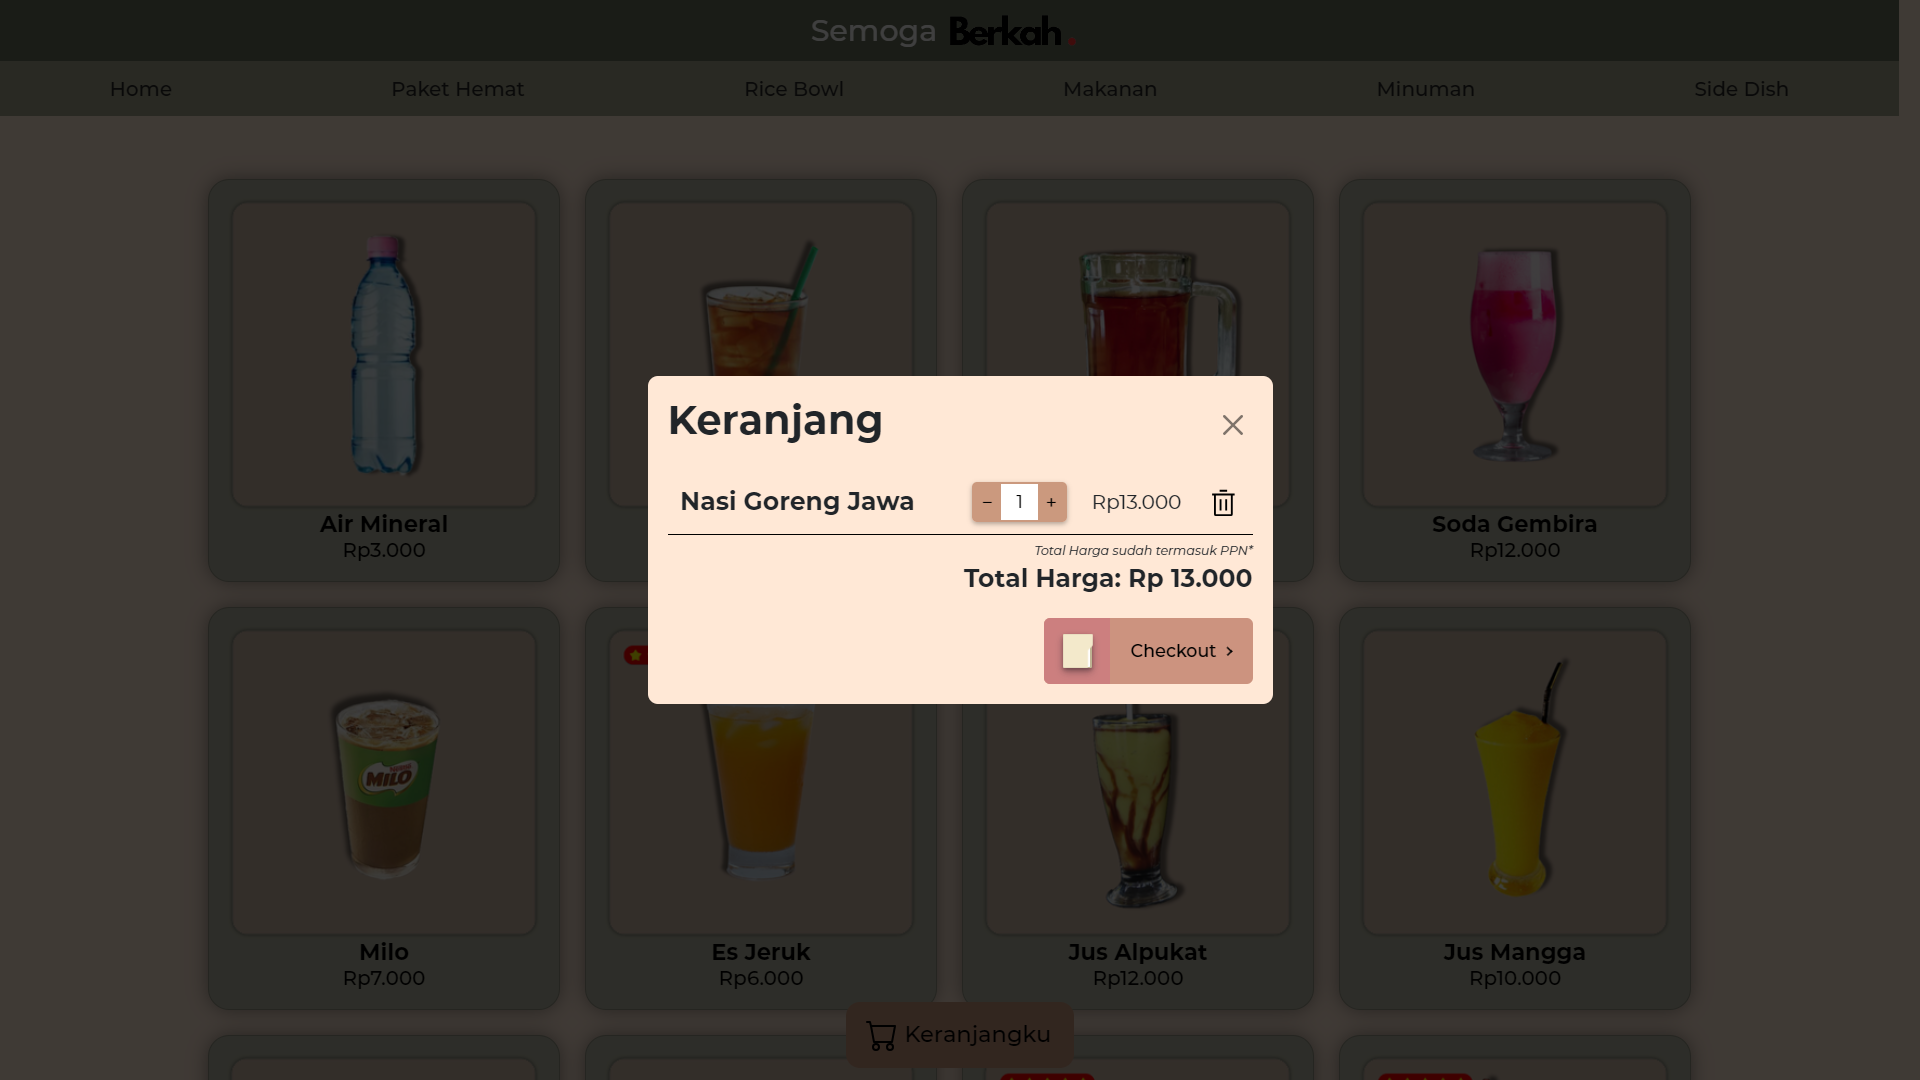 Semoga Berkah.
Home Paket Hemat Rice Bowl Makanan Minuman Side Dish
Keranjang
Nasi Goreng Jawa − 1 + Rp13.000
Total Harga sudah termasuk PPN*
Total Harga: Rp 13.000
Checkout
Air Mineral
Rp3.000
Soda Gembira
Rp12.000
MILO
Milo
Rp7.000
Es Jeruk
Rp6.000
Jus Alpukat
Rp12.000
Jus Mangga
Rp10.000
Keranjangku